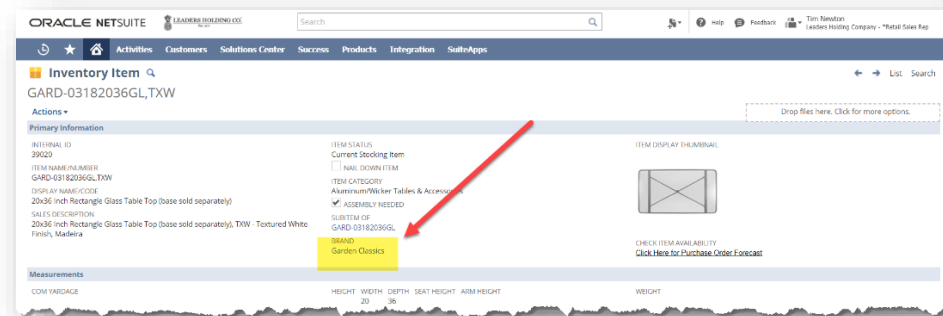 ORACLE NETSUITE
LEADERS HOLDING CO.
Search
Help
Feedback
Tim Newton
Leaders Holding Company - *Retail Sales Rep
Activities Customers Solutions Center Success Products Integration SuiteApps
Inventory Item
List Search
GARD-03182036GL,TXW
Actions
Drop files here. Click for more options.
Primary Information
INTERNAL ID
39020
ITEM NAME/NUMBER
GARD-03182036GL,TXW
DISPLAY NAME/CODE
20x36 Inch Rectangle Glass Table Top (base sold separately)
SALES DESCRIPTION
20x36 Inch Rectangle Glass Table Top (base sold separately), TXW - Textured White
Finish, Madeira
ITEM STATUS
Current Stocking Item
NAIL DOWN ITEM
ITEM CATEGORY
Aluminum/Wicker Tables & Accessories
ASSEMBLY NEEDED
SUBITEM OF
GARD-03182036GL
BRAND
Garden Classics
ITEM DISPLAY THUMBNAIL
CHECK ITEM AVAILABILITY
Click Here for Purchase Order Forecast
Measurements
COM YARDAGE
HEIGHT WIDTH DEPTH SEAT HEIGHT ARM HEIGHT
20 36
WEIGHT